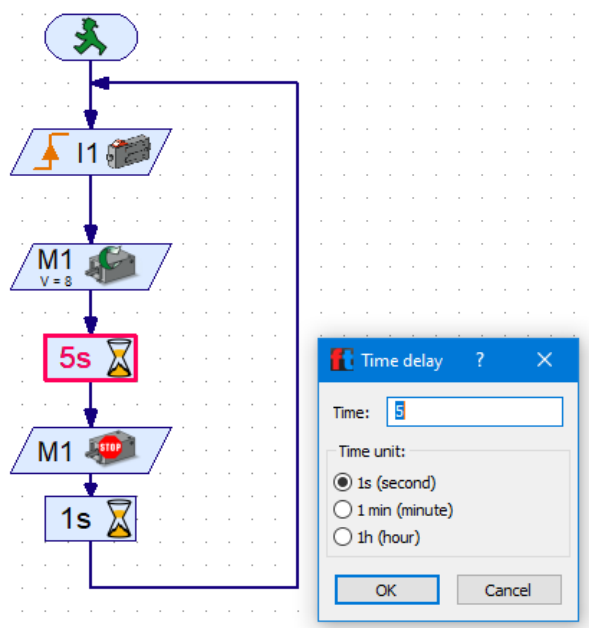 I1
M1
V = 8
5s
M1
1s
Time delay ?
Time: 5
Time unit:
1s (second)
1 min (minute)
1h (hour)
OK Cancel
STOP